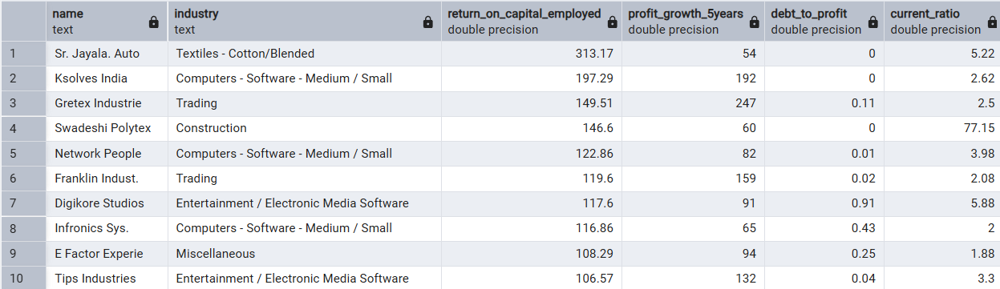 name industry return_on_capital_employed profit_growth_5years debt_to_profit current_ratio
text text double precision double precision double precision double precision
1 Sr. Jayala. Auto Textiles - Cotton/Blended 313.17 54 0 5.22
2 Ksolves India Computers - Software - Medium / Small 197.29 192 0 2.62
3 Gretex Industrie Trading 149.51 247 0.11 2.5
4 Swadeshi Polytex Construction 146.6 60 0 77.15
5 Network People Computers - Software - Medium / Small 122.86 82 0.01 3.98
6 Franklin Indust. Trading 119.6 159 0.02 2.08
7 Digikore Studios Entertainment / Electronic Media Software 117.6 91 0.91 5.88
8 Infronics Sys. Computers - Software - Medium / Small 116.86 65 0.43 2
9 E Factor Experie Miscellaneous 108.29 94 0.25 1.88
10 Tips Industries Entertainment / Electronic Media Software 106.57 132 0.04 3.3